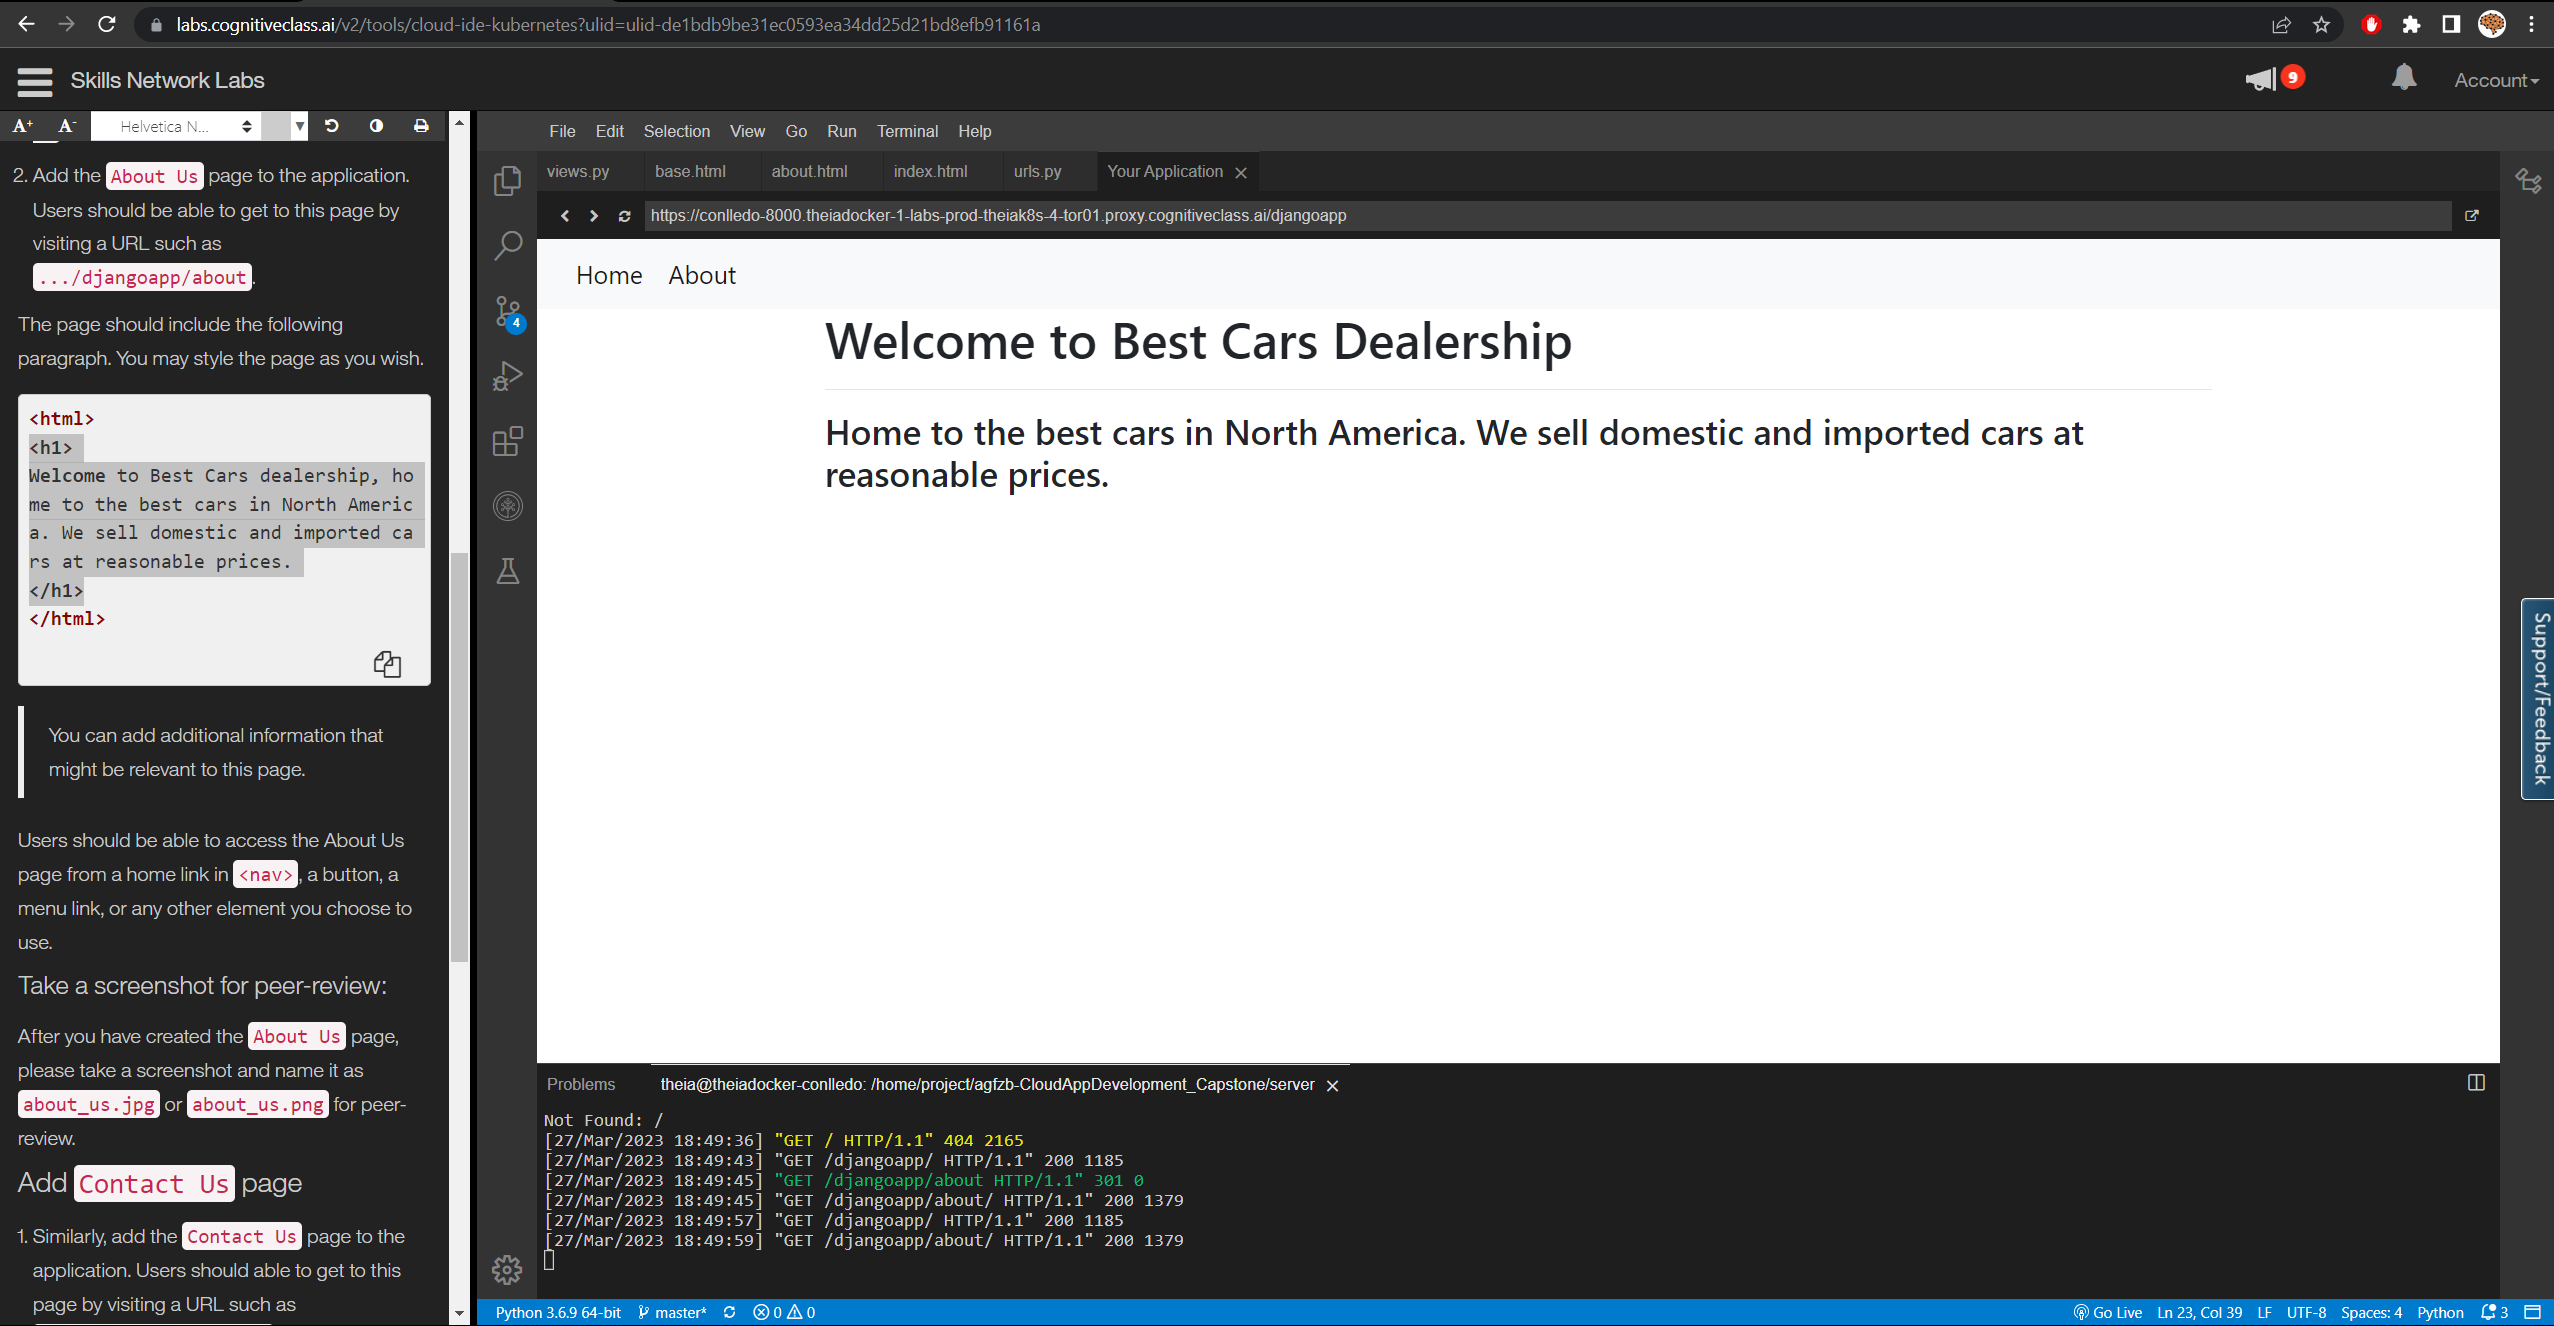 labs.cognitiveclass.ai/v2/tools/cloud-ide-kubernetes?ulid=ulid-de1bdb9be31ec0593ea34dd25d21bd8efb91161a
Skills Network Labs
9
Account
A+ A- Helvetica N...
2. Add the About Us page to the application.
Users should be able to get to this page by
visiting a URL such as
.../djangoapp/about.
The page should include the following
paragraph. You may style the page as you wish.
<html>
<h1>
Welcome to Best Cars dealership, ho
me to the best cars in North Americ
a. We sell domestic and imported ca
rs at reasonable prices.
</h1>
</html>
You can add additional information that
might be relevant to this page.
Users should be able to access the About Us
page from a home link in <nav>, a button, a
menu link, or any other element you choose to
use.
Take a screenshot for peer-review:
After you have created the About Us page,
please take a screenshot and name it as
about_us.jpg or about_us.png for peer-
review.
Add Contact Us page
1. Similarly, add the Contact Us page to the
application. Users should able to get to this
page by visiting a URL such as
File Edit Selection View Go Run Terminal Help
views.py base.html about.html index.html urls.py Your Application
https://conlledo-8000.theiadocker-1-labs-prod-theiak8s-4-tor01.proxy.cognitiveclass.ai/djangoapp
4
Home About
Welcome to Best Cars Dealership
Home to the best cars in North America. We sell domestic and imported cars at
reasonable prices.
Support/Feedback
Problems theia@theiadocker-conlledo: /home/project/agfzb-CloudAppDevelopment_Capstone/server
Not Found: /
[27/Mar/2023 18:49:36] "GET / HTTP/1.1" 404 2165
[27/Mar/2023 18:49:43] "GET /djangoapp/ HTTP/1.1" 200 1185
[27/Mar/2023 18:49:45] "GET /djangoapp/about HTTP/1.1" 301 0
[27/Mar/2023 18:49:45] "GET /djangoapp/about/ HTTP/1.1" 200 1379
[27/Mar/2023 18:49:57] "GET /djangoapp/ HTTP/1.1" 200 1185
[27/Mar/2023 18:49:59] "GET /djangoapp/about/ HTTP/1.1" 200 1379
Python 3.6.9 64-bit master* 0 0 Go Live Ln 23, Col 39 LF UTF-8 Spaces: 4 Python 3